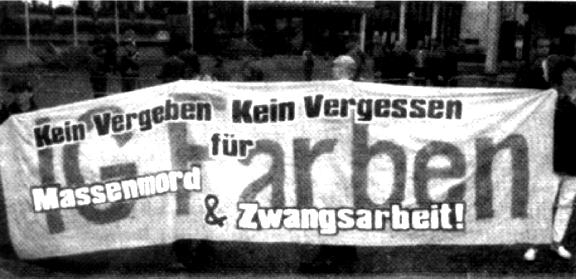 Kein Vergeben Kein Vergessen
für
IG Farben
Massenmord
& Zwangsarbeit!